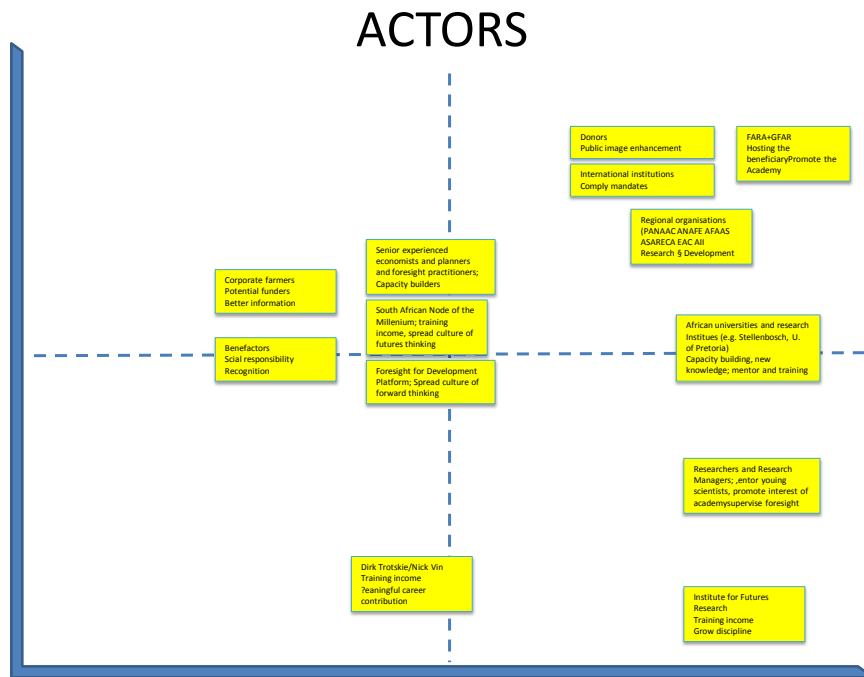 ACTORS
Donors
Public image enhancement
FARA+GFAR
Hosting the
beneficiaryPromote the
Academy
International institutions
Comply mandates
Regional organisations
(PANAAC ANAFE AFAAS
ASARECA EAC AII
Research § Development
Senior experienced
economists and planners
and foresight practitioners;
Capacity builders
Corporate farmers
Potential funders
Better information
South African Node of the
Millenium; training
income, spread culture of
futures thinking
African universities and research
Institues (e.g. Stellenbosch, U.
of Pretoria)
Capacity building, new
knowledge; mentor and training
Benefactors
Scial responsibility
Recognition
Foresight for Development
Platform; Spread culture of
forward thinking
Researchers and Research
Managers; ,entor youing
scientists, promote interest of
academysupervise foresight
Dirk Trotskie/Nick Vin
Training income
?eaningful career
contribution
Institute for Futures
Research
Training income
Grow discipline